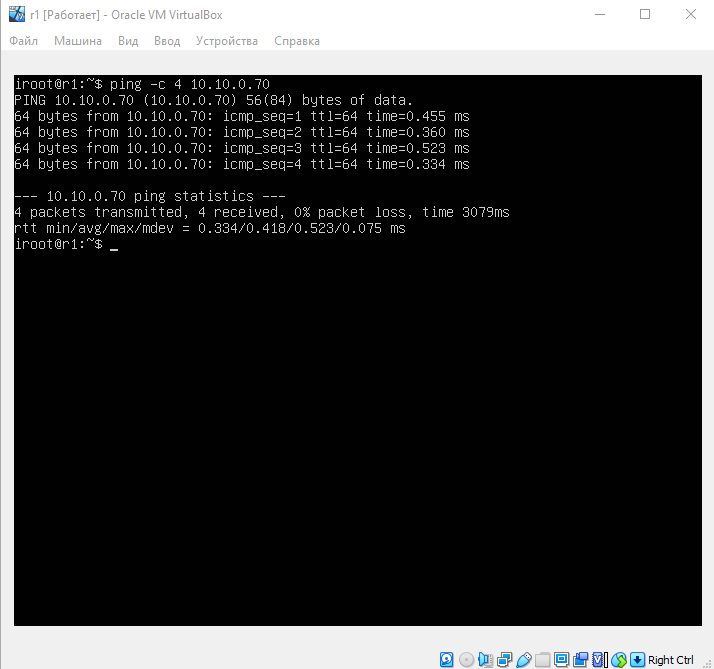 r1 [Работает] - Oracle VM VirtualBox
Файл Машина Вид Ввод Устройства Справка
iroot@r1:~$ ping -c 4 10.10.0.70
PING 10.10.0.70 (10.10.0.70) 56(84) bytes of data.
64 bytes from 10.10.0.70: icmp_seq=1 ttl=64 time=0.455 ms
64 bytes from 10.10.0.70: icmp_seq=2 ttl=64 time=0.360 ms
64 bytes from 10.10.0.70: icmp_seq=3 ttl=64 time=0.523 ms
64 bytes from 10.10.0.70: icmp_seq=4 ttl=64 time=0.334 ms
--- 10.10.0.70 ping statistics ---
4 packets transmitted, 4 received, 0% packet loss, time 3079ms
rtt min/avg/max/mdev = 0.334/0.418/0.523/0.075 ms
iroot@r1:~$ _
Right Ctrl